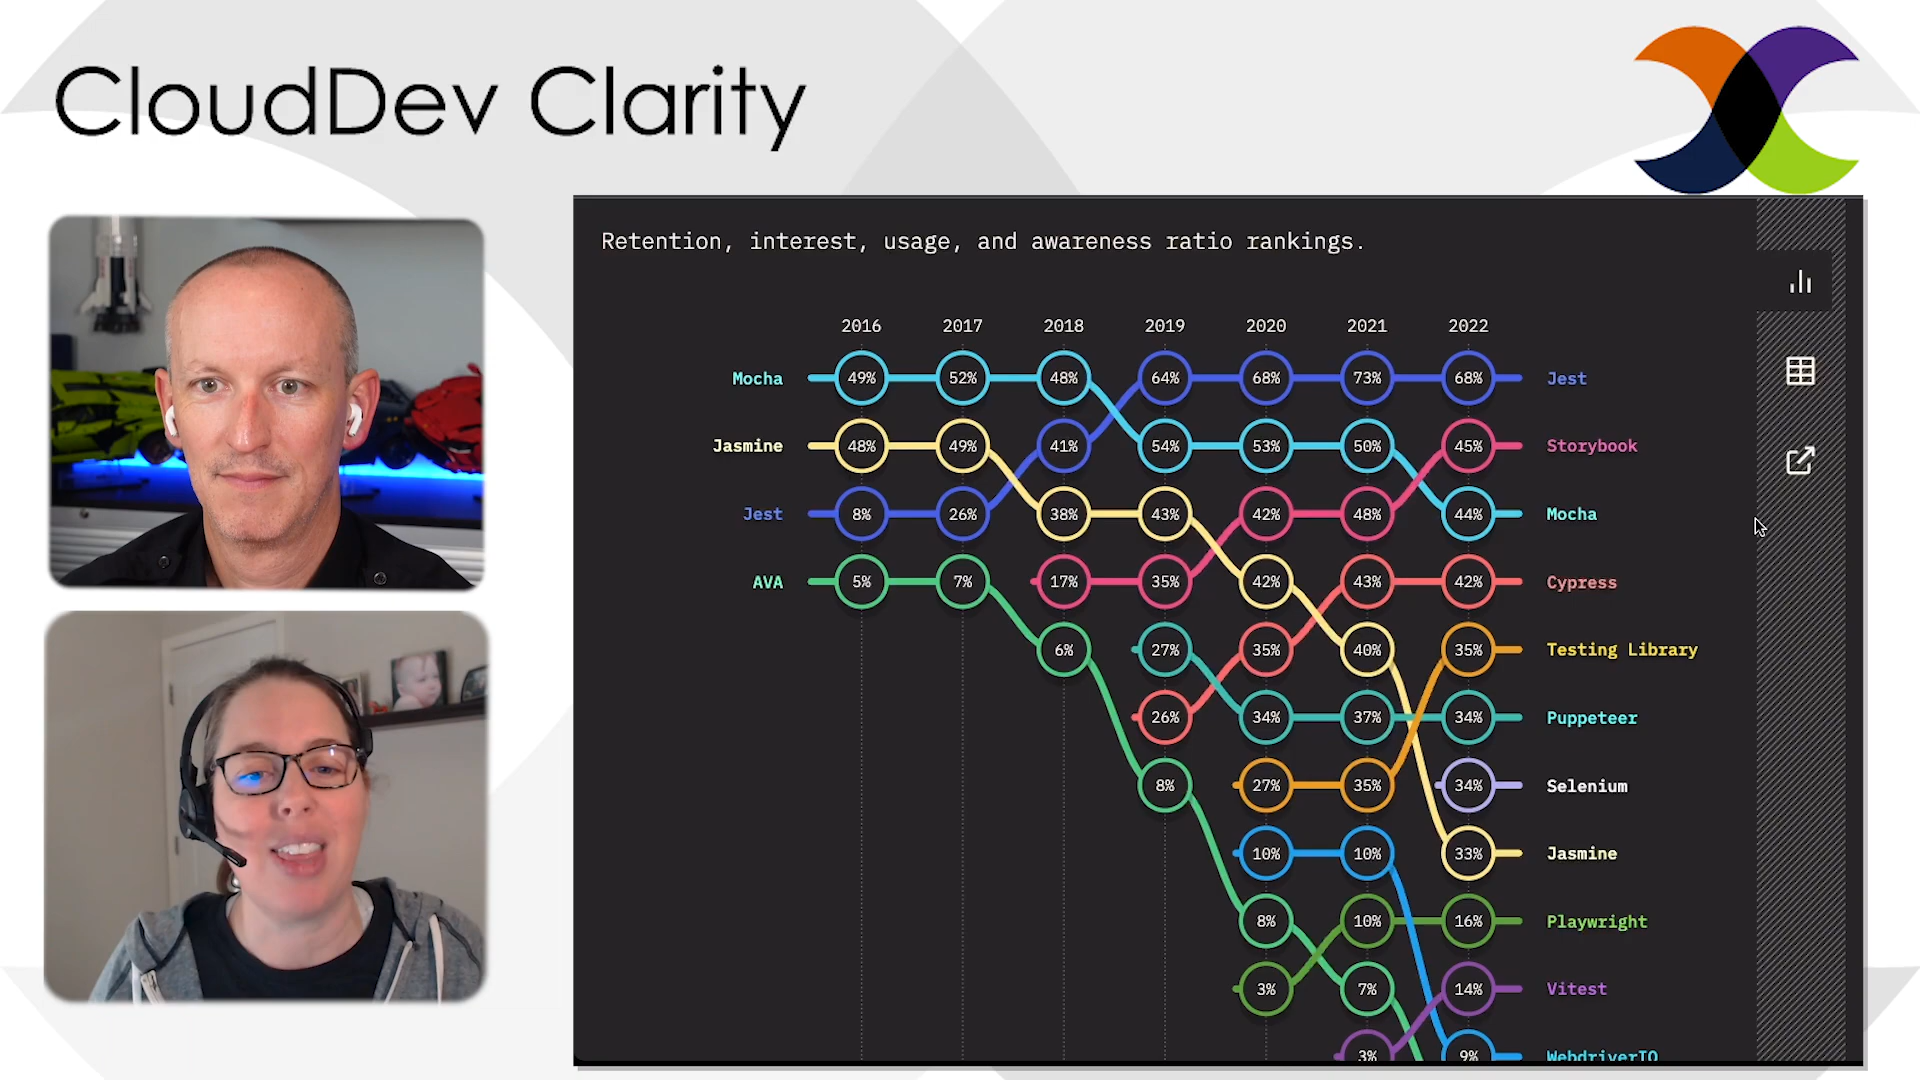 CloudDev Clarity
Retention, interest, usage, and awareness ratio rankings.
2016 2017 2018 2019 2020 2021 2022
Mocha 49% 52% 48% 64% 68% 73% 68% Jest
Jasmine 48% 49% 41% 54% 53% 50% 45% Storybook
Jest 8% 26% 38% 43% 42% 48% 44% Mocha
AVA 5% 7% 17% 35% 42% 43% 42% Cypress
6% 27% 35% 40% 35% Testing Library
26% 34% 37% 34% Puppeteer
8% 27% 35% 34% Selenium
10% 10% 33% Jasmine
8% 10% 16% Playwright
3% 7% 14% Vitest
3% 9% WebdriverIO